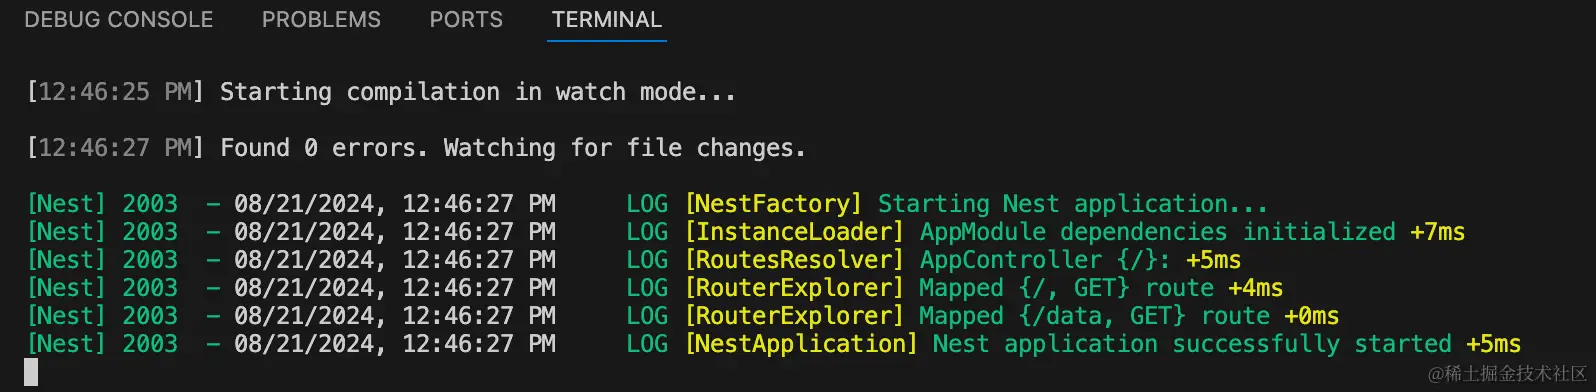 DEBUG CONSOLE PROBLEMS PORTS TERMINAL
[12:46:25 PM] Starting compilation in watch mode...
[12:46:27 PM] Found 0 errors. Watching for file changes.
[Nest] 2003  - 08/21/2024, 12:46:27 PM     LOG [NestFactory] Starting Nest application...
[Nest] 2003  - 08/21/2024, 12:46:27 PM     LOG [InstanceLoader] AppModule dependencies initialized +7ms
[Nest] 2003  - 08/21/2024, 12:46:27 PM     LOG [RoutesResolver] AppController {/}: +5ms
[Nest] 2003  - 08/21/2024, 12:46:27 PM     LOG [RouterExplorer] Mapped {/, GET} route +4ms
[Nest] 2003  - 08/21/2024, 12:46:27 PM     LOG [RouterExplorer] Mapped {/data, GET} route +0ms
[Nest] 2003  - 08/21/2024, 12:46:27 PM     LOG [NestApplication] Nest application successfully started +5ms
@稀土掘金技术社区